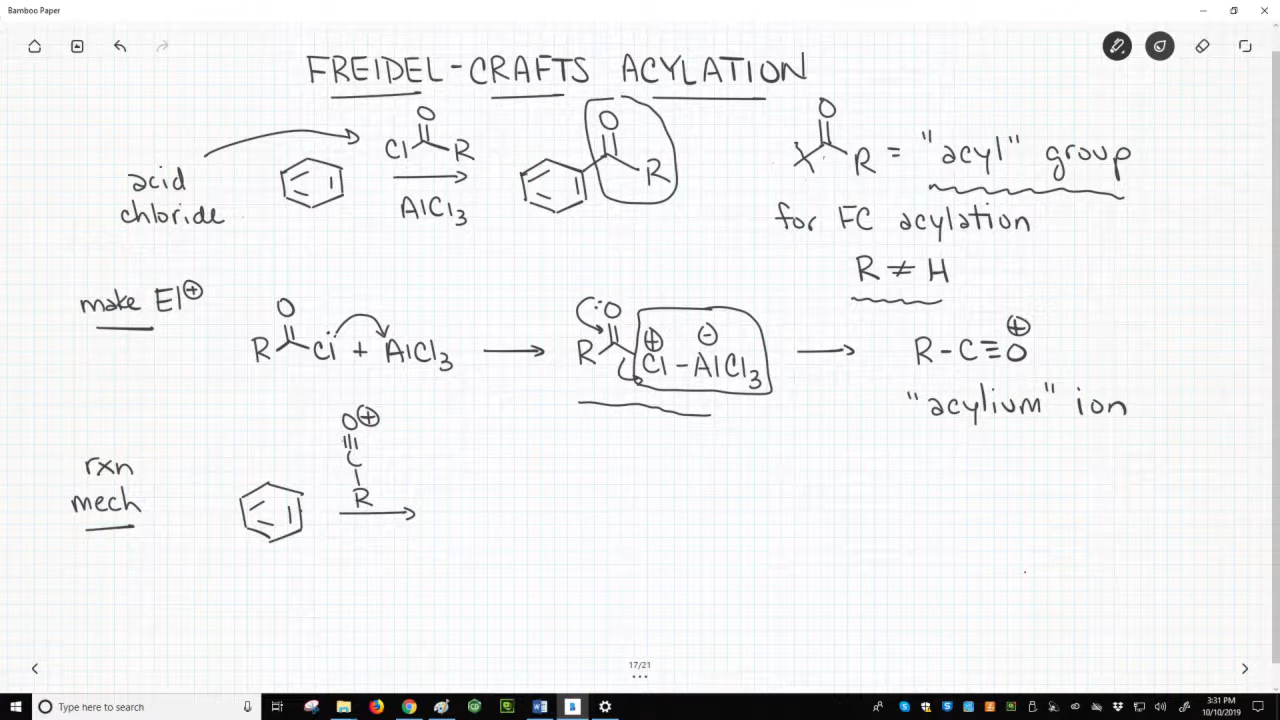 Bamboo Paper
FREIDEL-CRAFTS ACYLATION
O
Cl R
AlCl3
O
R
acid
chloride
O
R = "acyl" group
for FC acylation
R ≠ H
make El⊕
O
R Cl + AlCl3
:O
R ⊕ ⊖
Cl - AlCl3
⊕
R-C≡O
"acylium" ion
rxn
mech
O⊕
≡
C
R
17/21
Type here to search
3:31 PM
10/10/2019